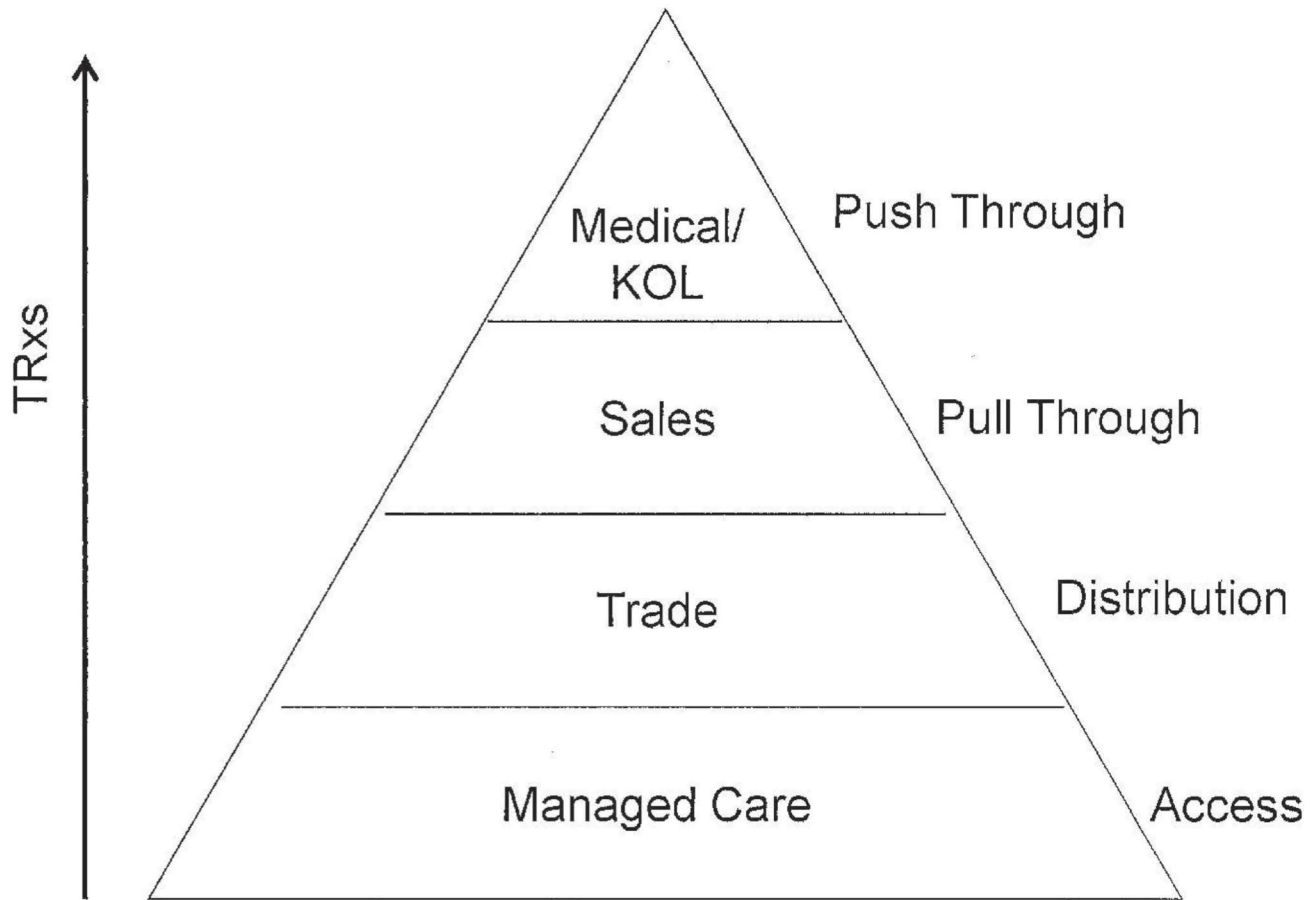 TRxs
Medical/
KOL
Push Through
Sales
Pull Through
Trade
Distribution
Managed Care
Access